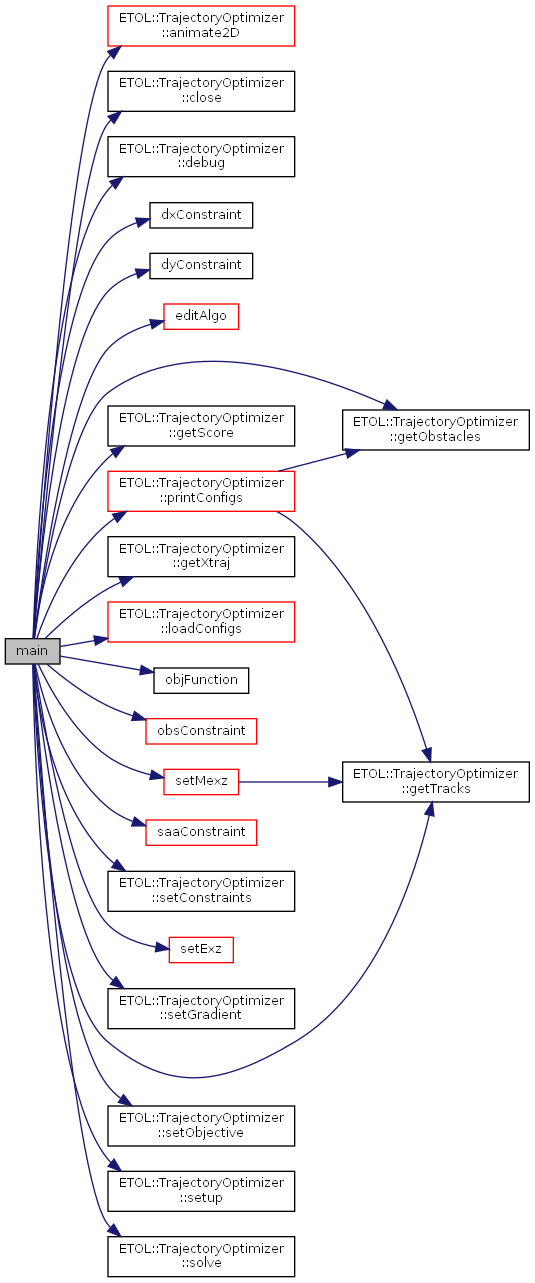 ETOL::TrajectoryOptimizer
::animate2D
ETOL::TrajectoryOptimizer
::close
ETOL::TrajectoryOptimizer
::debug
dxConstraint
dyConstraint
editAlgo
ETOL::TrajectoryOptimizer
::getScore
ETOL::TrajectoryOptimizer
::getObstacles
ETOL::TrajectoryOptimizer
::printConfigs
ETOL::TrajectoryOptimizer
::getXtraj
ETOL::TrajectoryOptimizer
::loadConfigs
main
objFunction
obsConstraint
setMexz
ETOL::TrajectoryOptimizer
::getTracks
saaConstraint
ETOL::TrajectoryOptimizer
::setConstraints
setExz
ETOL::TrajectoryOptimizer
::setGradient
ETOL::TrajectoryOptimizer
::setObjective
ETOL::TrajectoryOptimizer
::setup
ETOL::TrajectoryOptimizer
::solve